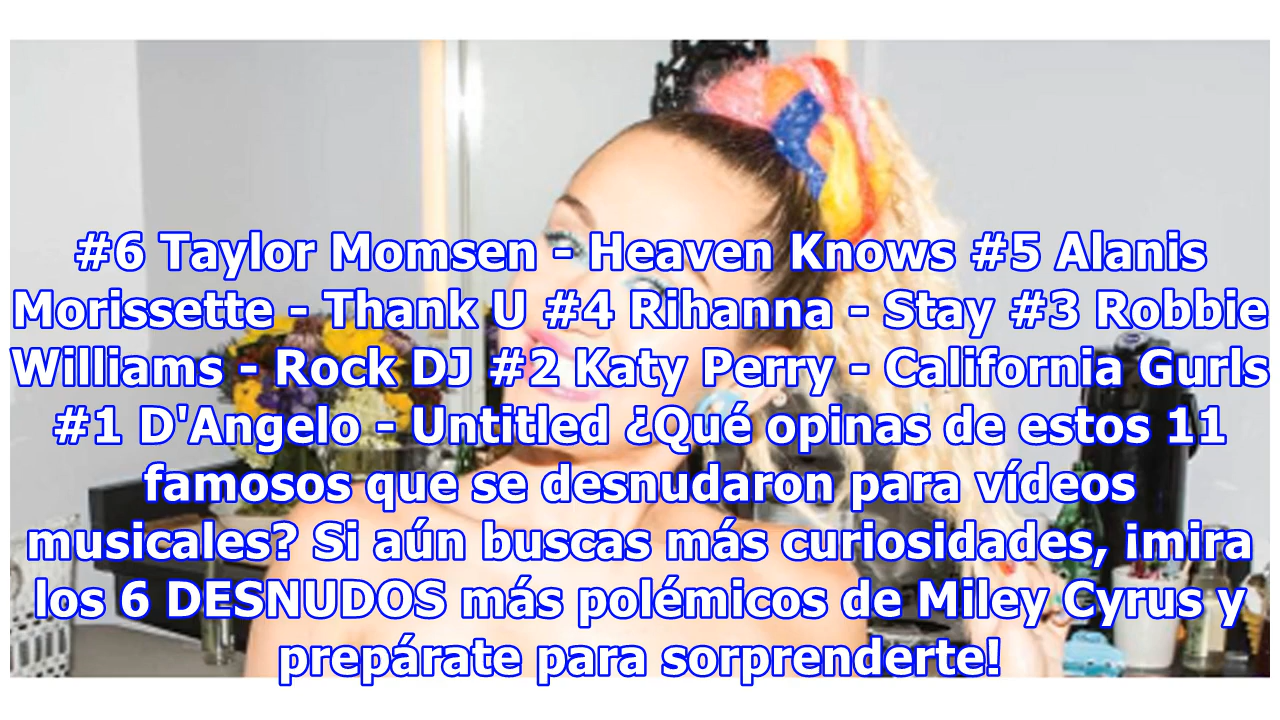 #6 Taylor Momsen - Heaven Knows #5 Alanis
Morissette - Thank U #4 Rihanna - Stay #3 Robbie
Williams - Rock DJ #2 Katy Perry - California Gurls
#1 D'Angelo - Untitled ¿Qué opinas de estos 11
famosos que se desnudaron para vídeos
musicales? Si aún buscas más curiosidades, ¡mira
los 6 DESNUDOS más polémicos de Miley Cyrus y
prepárate para sorprenderte!